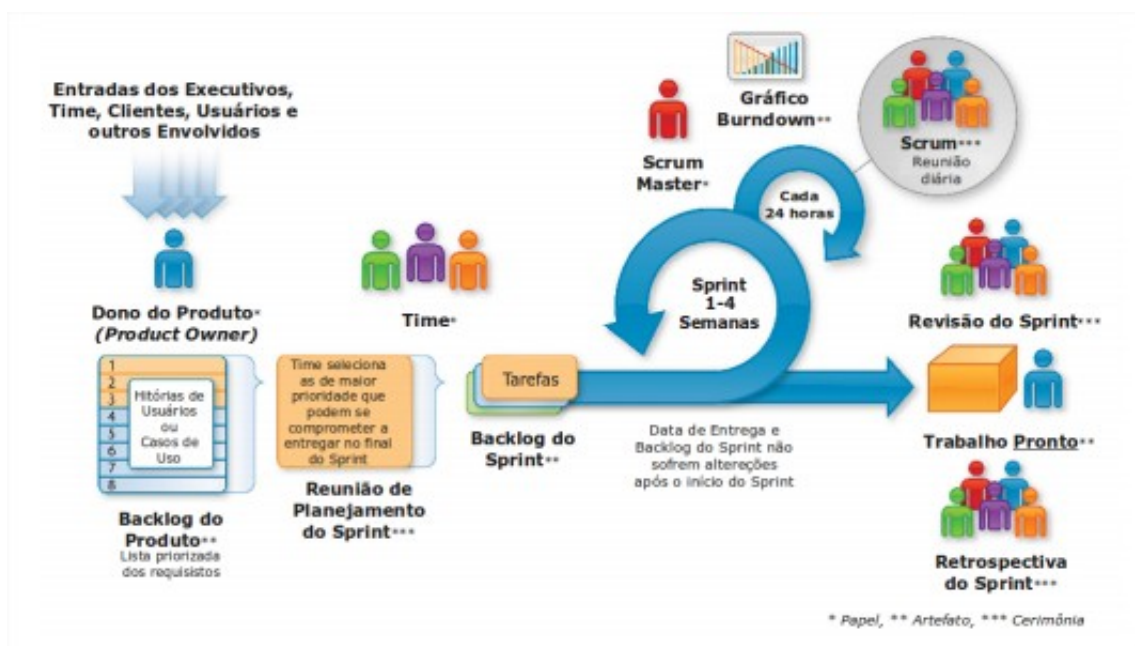 Entradas dos Executivos,
Time, Clientes, Usuários e
outros Envolvidos
Dono do Produto*
(Product Owner)
1
2
3
4
5
6
7
8
Hitórias de
Usuários
ou
Casos de
Uso
Backlog do
Produto**
Lista priorizada
dos requisistos
Time*
Time seleciona
as de maior
prioridade que
podem se
comprometer a
entregar no final
do Sprint
Reunião de
Planejamento
do Sprint***
Tarefas
Backlog do
Sprint**
Scrum
Master*
Gráfico
Burndown**
Cada
24 horas
Scrum***
Reunião
diária
Sprint
1-4
Semanas
Data de Entrega e
Backlog do Sprint não
sofrem altereções
após o início do Sprint
Revisão do Sprint***
Trabalho Pronto**
Retrospectiva
do Sprint***
* Papel, ** Artefato, *** Cerimônia